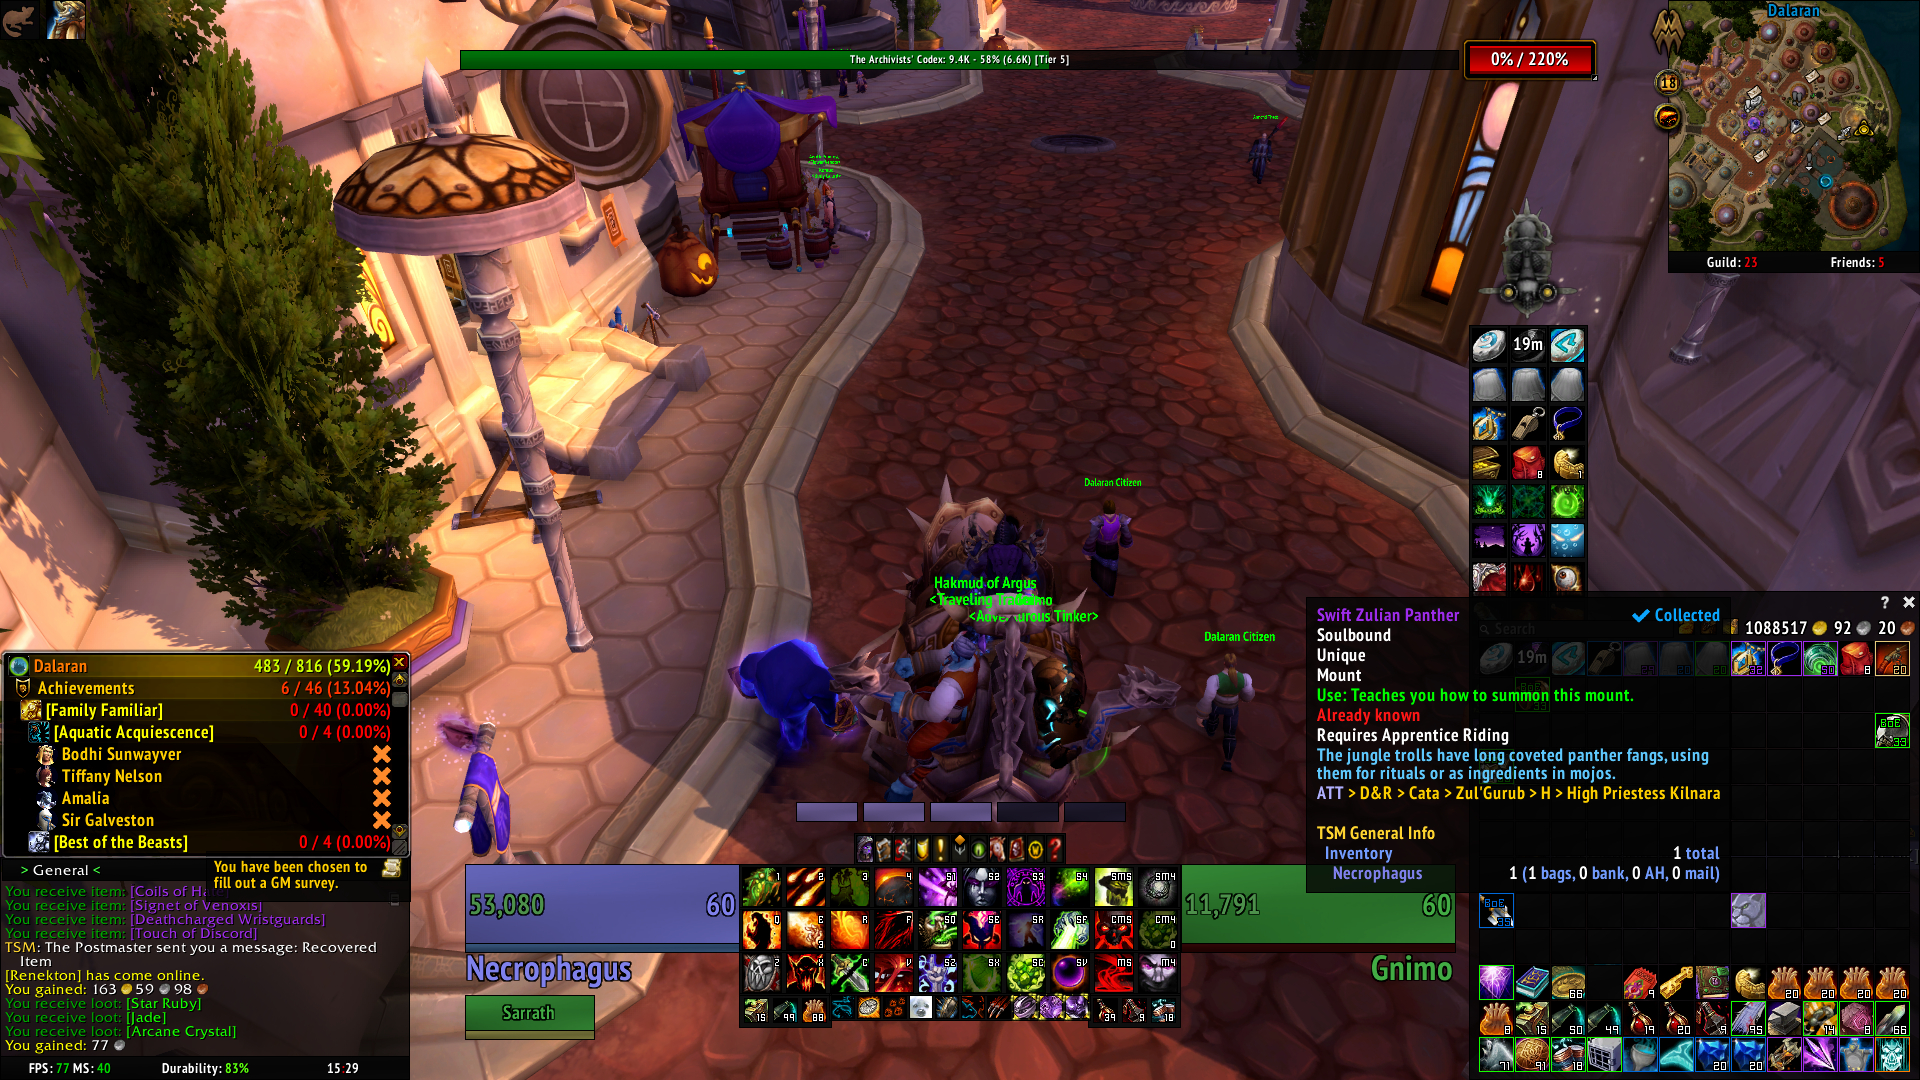 The Archivists' Codex: 9.4K - 58% (6.6K) [Tier 5]
0% / 220%
Dalaran
18
Guild: 23
Friends: 5
19m
8
1
Dalaran Citizen
Hakmud of Argus
Dalaran Citizen
Swift Zulian Panther
Collected
Soulbound
Unique
Mount
Use: Teaches you how to summon this mount.
Already known
Requires Apprentice Riding
The jungle trolls have long coveted panther fangs, using
them for rituals or as ingredients in mojos.
ATT > D&R > Cata > Zul'Gurub > H > High Priestess Kilnara
TSM General Info
Inventory
1 total
Necrophagus
1 (1 bags, 0 bank, 0 AH, 0 mail)
?
Search
1088517 92 20
19m
Dalaran
483 / 816 (59.19%)
Achievements
6 / 46 (13.04%)
[Family Familiar]
0 / 40 (0.00%)
[Aquatic Acquiescence]
0 / 4 (0.00%)
Bodhi Sunwayver
Tiffany Nelson
Amalia
Sir Galveston
[Best of the Beasts]
0 / 4 (0.00%)
> General <
You have been chosen to
fill out a GM survey.
You receive item: [Coils of
You receive item: [Signet of Venoxis]
You receive item: [Deathcharged Wristguards]
You receive item: [Touch of Discord]
TSM: The Postmaster sent you a message: Recovered
Item
[Renekton] has come online.
You gained: 163 59 98
You receive loot: [Star Ruby]
You receive loot: [Jade]
You receive loot: [Arcane Crystal]
You gained: 77
FPS: 77 MS: 40
Durability: 83%
15:29
53,080
60
Necrophagus
Sarrath
11,791
60
Gnimo